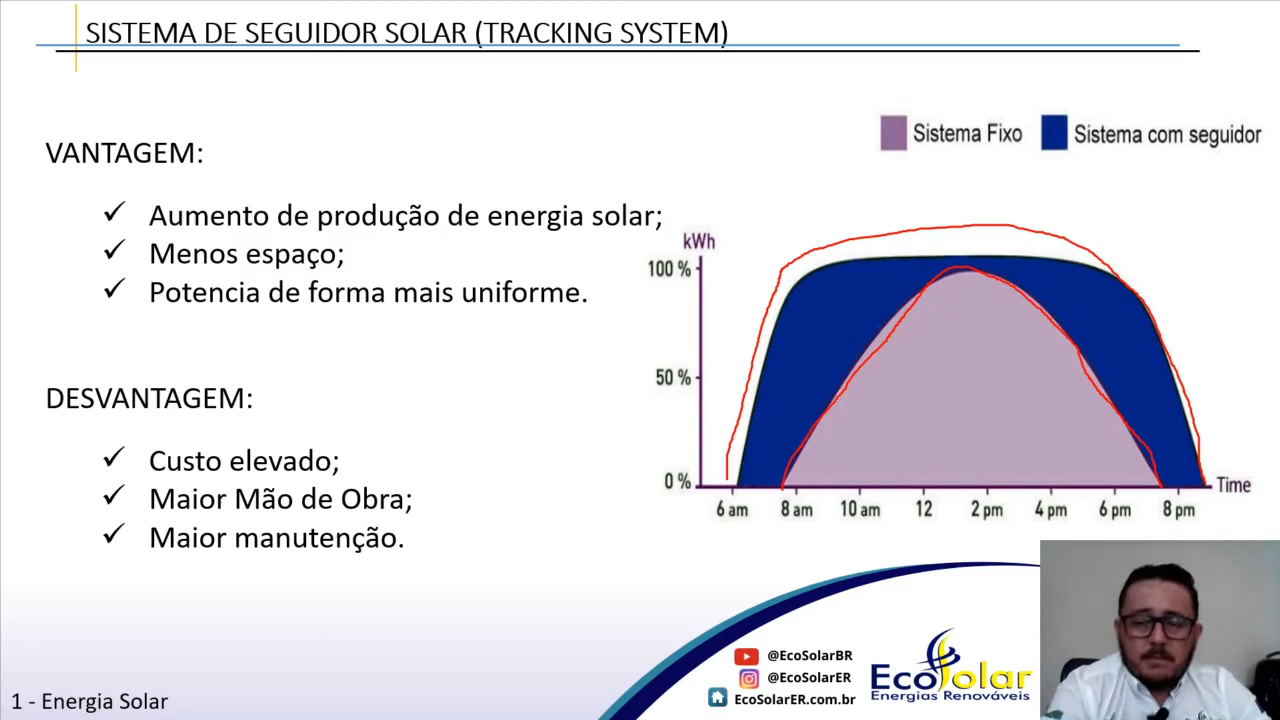 SISTEMA DE SEGUIDOR SOLAR (TRACKING SYSTEM)
VANTAGEM:
Aumento de produção de energia solar;
Menos espaço;
Potencia de forma mais uniforme.
DESVANTAGEM:
Custo elevado;
Maior Mão de Obra;
Maior manutenção.
Sistema Fixo
Sistema com seguidor
kWh
100 %
50 %
0 %
6 am
8 am
10 am
12
2 pm
4 pm
6 pm
8 pm
Time
@EcoSolarBR
@EcoSolarER
EcoSolarER.com.br
EcoSolar
Energias Renováveis
1 - Energia Solar